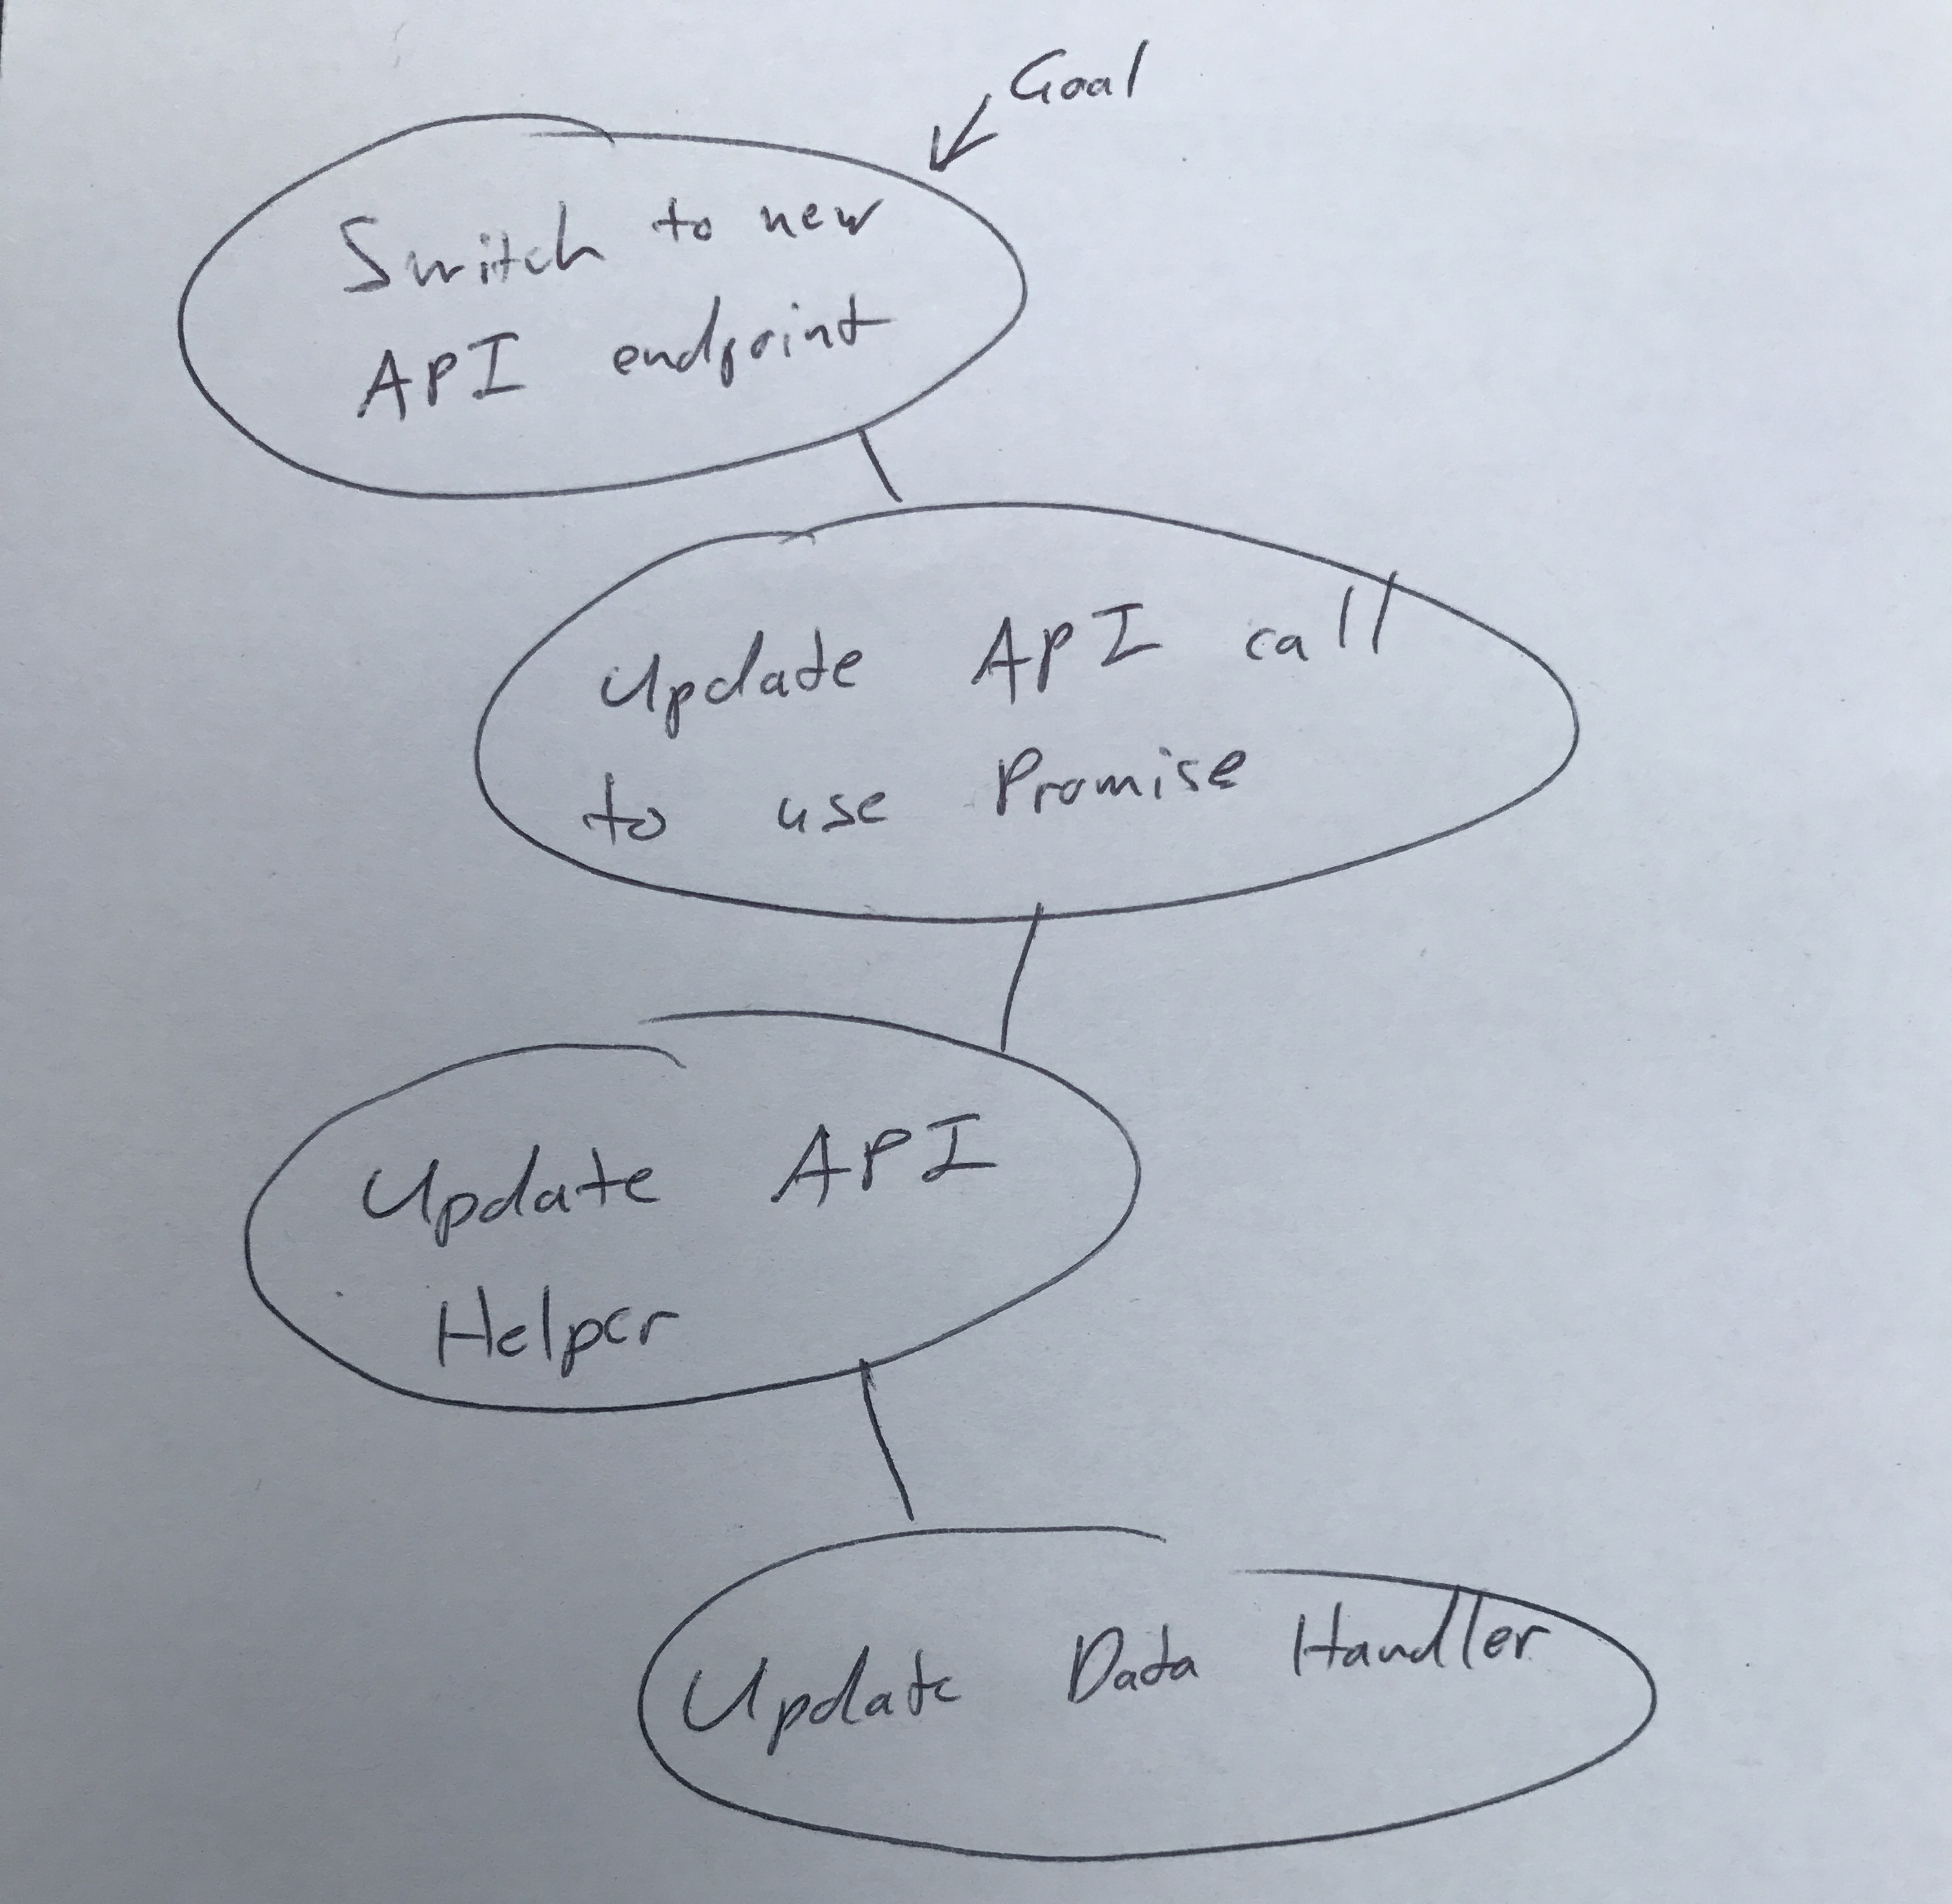 Goal
Switch to new
API endpoint
Update API call
to use Promise
Update API
Helper
Update Data Handler